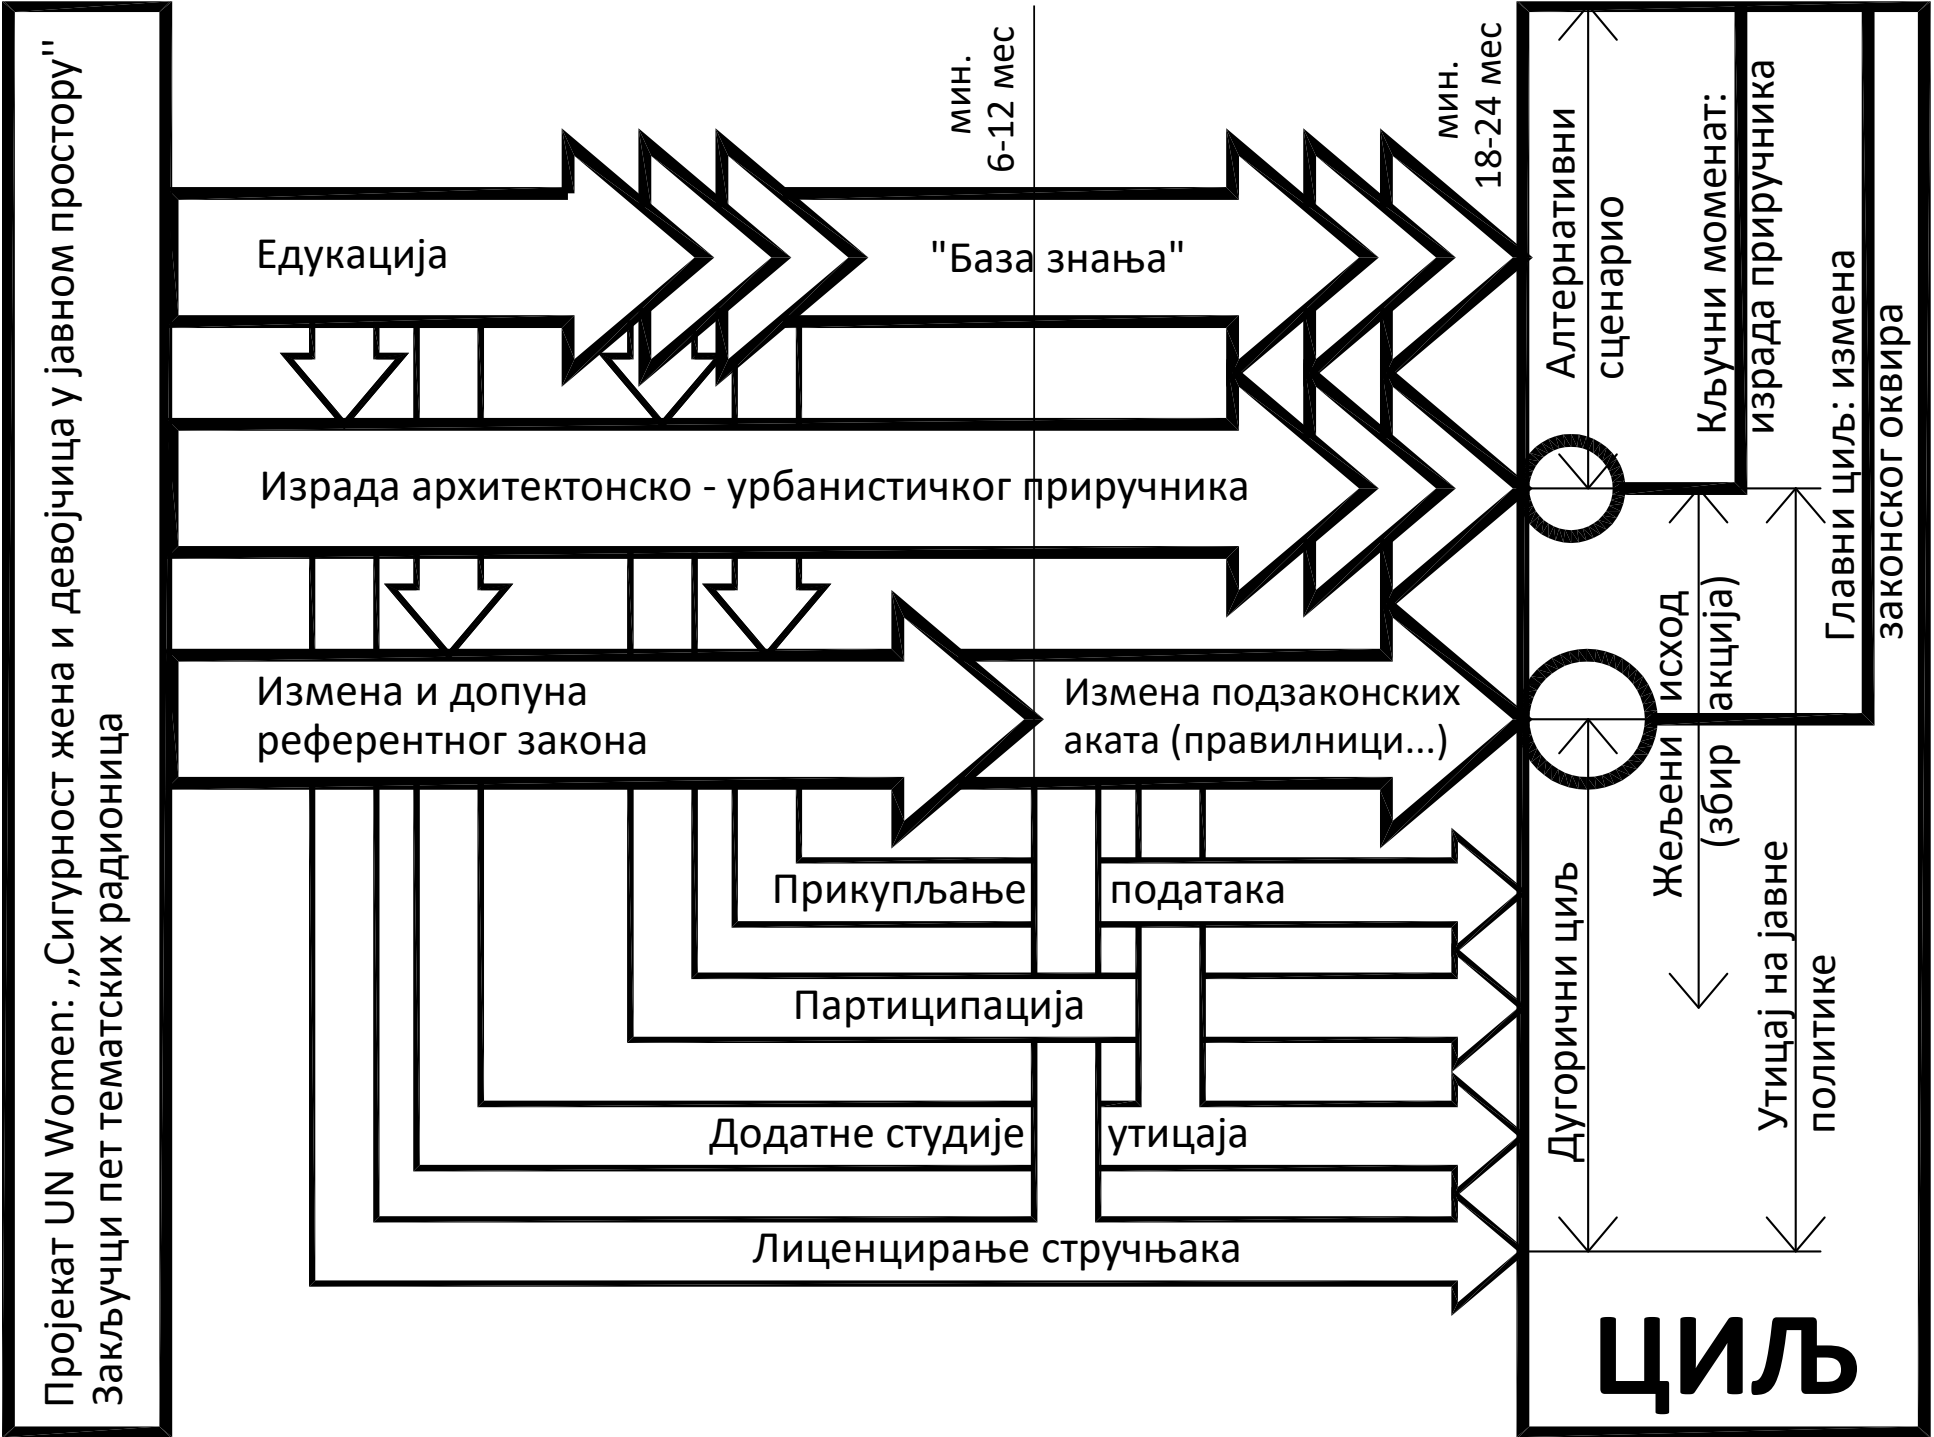 Пројекат UN Women: ,,Сигурност жена и девојчица у јавном простору''
Закључци пет тематских радионица
мин.
6-12 мес
мин.
18-24 мес
Едукација
"База знања"
Израда архитектонско - урбанистичког приручника
Измена и допуна
референтног закона
Измена подзаконских
аката (правилници...)
Прикупљање података
Партиципација
Додатне студије утицаја
Лиценцирање стручњака
Алтернативни
сценарио
Кључни моменат:
израда приручника
Главни циљ: измена
законског оквира
Жељени исход
(збир акција)
Дугорични циљ
Утицај на јавне
политике
ЦИЉ